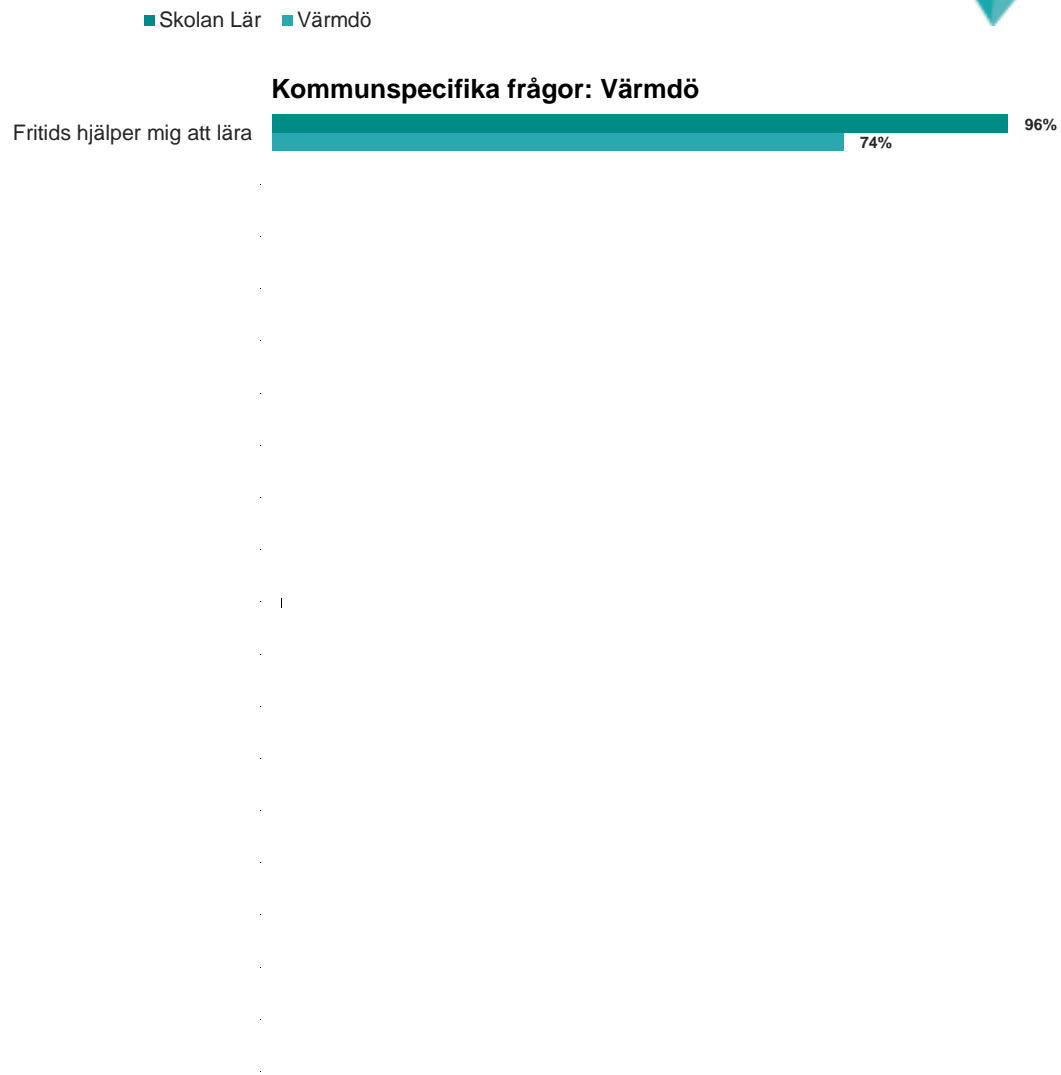 Skolan Lär Värmdö
Kommunspecifika frågor: Värmdö
Fritids hjälper mig att lära
96%
74%